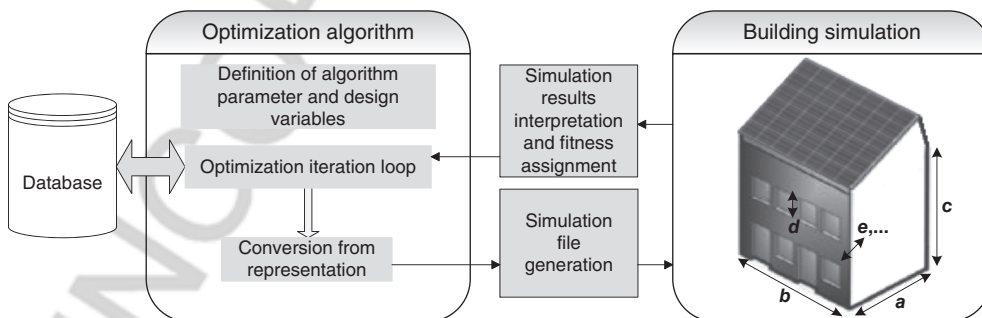 Optimization algorithm
Building simulation
Definition of algorithm
parameter and design
variables
Simulation
results
interpretation
and fitness
assignment
Database
Optimization iteration loop
Conversion from
representation
Simulation
file
generation
c
d
e,...
b
a